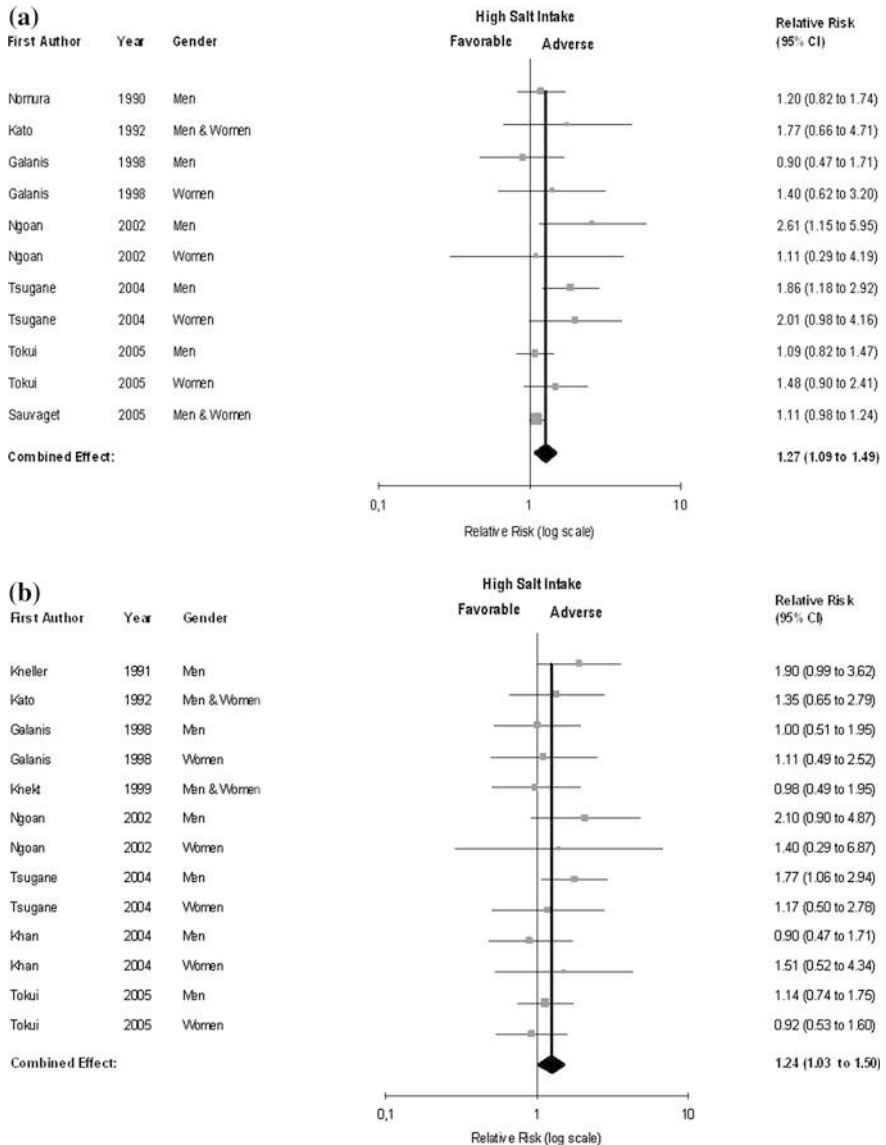 (a)
High Salt Intake
Relative Risk
First Author Year Gender Favorable Adverse (95% CI)
Nomura 1990 Men 1.20 (0.82 to 1.74)
Kato 1992 Men & Women 1.77 (0.66 to 4.71)
Galanis 1998 Men 0.90 (0.47 to 1.71)
Galanis 1998 Women 1.40 (0.62 to 3.20)
Ngoan 2002 Men 2.61 (1.15 to 5.95)
Ngoan 2002 Women 1.11 (0.29 to 4.19)
Tsugane 2004 Men 1.86 (1.18 to 2.92)
Tsugane 2004 Women 2.01 (0.98 to 4.16)
Tokui 2005 Men 1.09 (0.82 to 1.47)
Tokui 2005 Women 1.48 (0.90 to 2.41)
Sauvaget 2005 Men & Women 1.11 (0.98 to 1.24)
Combined Effect: 1.27 (1.09 to 1.49)
0,1 1 10
Relative Risk (log scale)
(b)
High Salt Intake
Relative Risk
First Author Year Gender Favorable Adverse (95% CI)
Kneller 1991 Men 1.90 (0.99 to 3.62)
Kato 1992 Men & Women 1.35 (0.65 to 2.79)
Galanis 1998 Men 1.00 (0.51 to 1.95)
Galanis 1998 Women 1.11 (0.49 to 2.52)
Knekt 1999 Men & Women 0.98 (0.49 to 1.95)
Ngoan 2002 Men 2.10 (0.90 to 4.87)
Ngoan 2002 Women 1.40 (0.29 to 6.87)
Tsugane 2004 Men 1.77 (1.06 to 2.94)
Tsugane 2004 Women 1.17 (0.50 to 2.78)
Khan 2004 Men 0.90 (0.47 to 1.71)
Khan 2004 Women 1.51 (0.52 to 4.34)
Tokui 2005 Men 1.14 (0.74 to 1.75)
Tokui 2005 Women 0.92 (0.53 to 1.60)
Combined Effect: 1.24 (1.03 to 1.50)
0,1 1 10
Relative Risk (log scale)